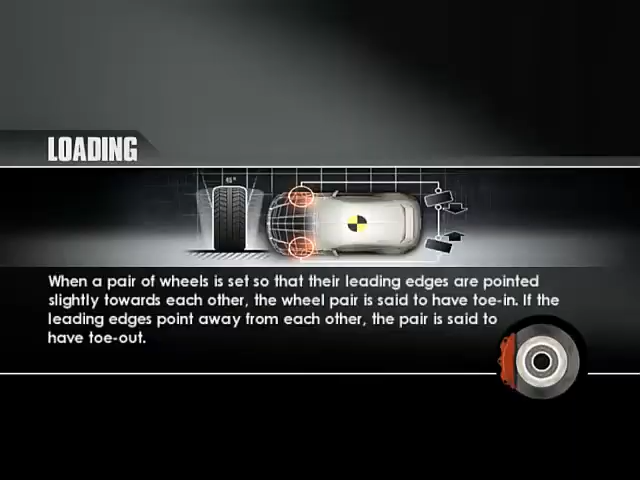 LOADING
45°
When a pair of wheels is set so that their leading edges are pointed
slightly towards each other, the wheel pair is said to have toe-in. If the
leading edges point away from each other, the pair is said to
have toe-out.